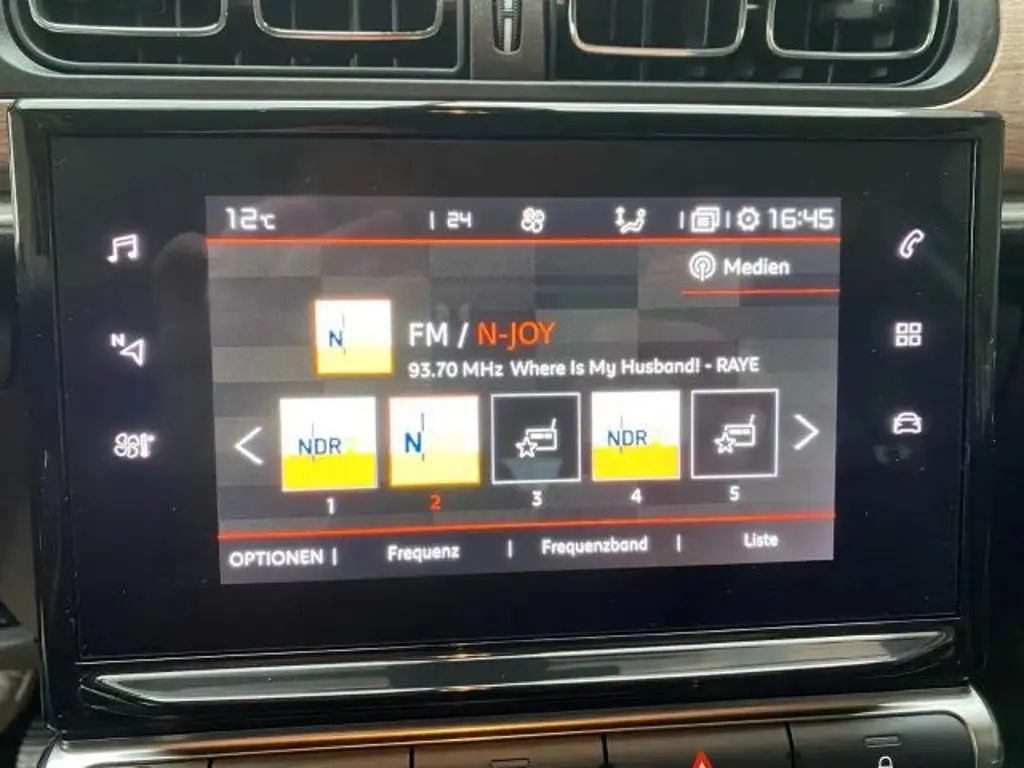 12°C | 24 | | 16:45
Medien
N
FM / N-JOY
93.70 MHz Where Is My Husband! - RAYE
N
NDR 2 N NDR
1 2 3 4 5
OPTIONEN | Frequenz | Frequenzband | Liste